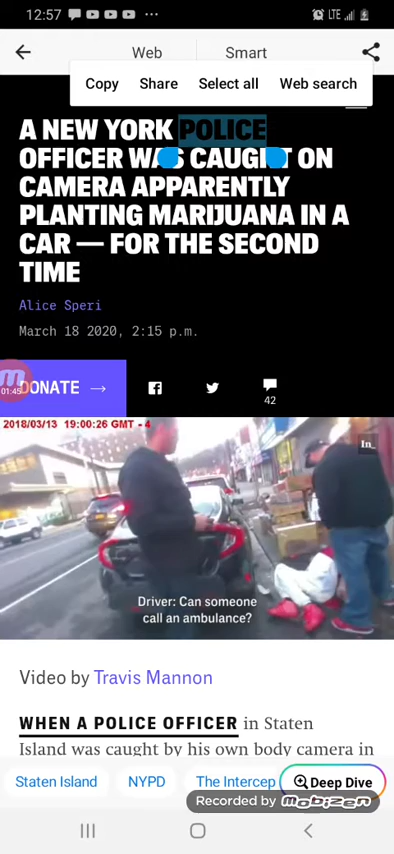 12:57
LTE
Web
Smart
Copy
Share
Select all
Web search
A NEW YORK POLICE
OFFICER WAS CAUGHT ON
CAMERA APPARENTLY
PLANTING MARIJUANA IN A
CAR — FOR THE SECOND
TIME
Alice Speri
March 18 2020, 2:15 p.m.
01:45
DONATE →
42
2018/03/13 19:00:26 GMT -4
In_
Driver: Can someone
call an ambulance?
Video by Travis Mannon
WHEN A POLICE OFFICER in Staten
Island was caught by his own body camera in
Staten Island
NYPD
The Intercep
Deep Dive
Recorded by mobizen